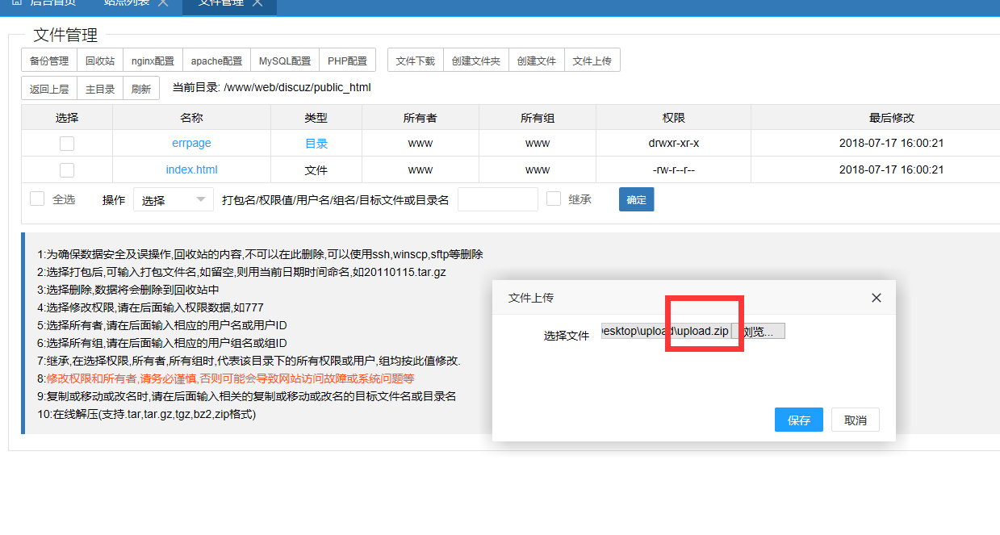 后台首页 站点列表 文件管理
文件管理
备份管理 回收站 nginx配置 apache配置 MySQL配置 PHP配置 文件下载 创建文件夹 创建文件 文件上传
返回上层 主目录 刷新 当前目录: /www/web/discuz/public_html
选择 名称 类型 所有者 所有组 权限 最后修改
errpage 目录 www www drwxr-xr-x 2018-07-17 16:00:21
index.html 文件 www www -rw-r--r-- 2018-07-17 16:00:21
全选 操作 选择 打包名/权限值/用户名/组名/目标文件或目录名 继承 确定
1:为确保数据安全及误操作,回收站的内容,不可以在此删除,可以使用ssh,winscp,sftp等删除
2:选择打包后,可输入打包文件名,如留空,则用当前日期时间命名,如20110115.tar.gz
3:选择删除,数据将会删除到回收站中
4:选择修改权限,请在后面输入权限数据,如777
5:选择所有者,请在后面输入相应的用户名或用户ID
6:选择所有组,请在后面输入相应的用户组名或组ID
7:继承,在选择权限,所有者,所有组时,代表该目录下的所有权限或用户,组均按此值修改.
8:修改权限和所有者,请务必谨慎,否则可能会导致网站访问故障或系统问题等
9:复制或移动或改名时,请在后面输入相关的复制或移动或改名的目标文件名或目录名
10:在线解压(支持.tar,tar.gz,tgz,bz2,zip格式)
文件上传
选择文件 esktop\upload\upload.zip 浏览...
保存 取消